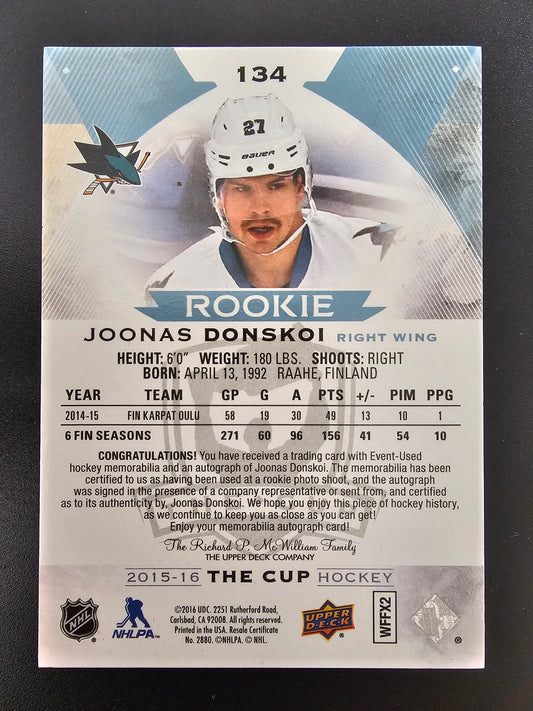 134
27
BAUER
ROOKIE
JOONAS DONSKOI RIGHT WING
HEIGHT: 6'0" WEIGHT: 180 LBS. SHOOTS: RIGHT
BORN: APRIL 13, 1992 RAAHE, FINLAND
YEAR TEAM GP G A PTS +/- PIM PPG
2014-15 FIN KARPAT OULU 58 19 30 49 13 10 1
6 FIN SEASONS 271 60 96 156 41 54 10
CONGRATULATIONS! You have received a trading card with Event-Used
hockey memorabilia and an autograph of Joonas Donskoi. The memorabilia has been
certified to us as having been used at a rookie photo shoot, and the autograph
was signed in the presence of a company representative or sent from, and certified
as to its authenticity by, Joonas Donskoi. We hope you enjoy this piece of hockey history,
as we continue to keep you as close as you can get!
Enjoy your memorabilia autograph card!
The Richard P. McWilliam Family
THE UPPER DECK COMPANY
2015-16 THE CUP HOCKEY
NHL
NHLPA®
©2016 UDC. 2251 Rutherford Road,
Carlsbad, CA 92008. All rights reserved.
Printed in the USA. Resale Certificate
No. 2880. ©NHLPA. © NHL.
UPPER
DECK
WFFX2